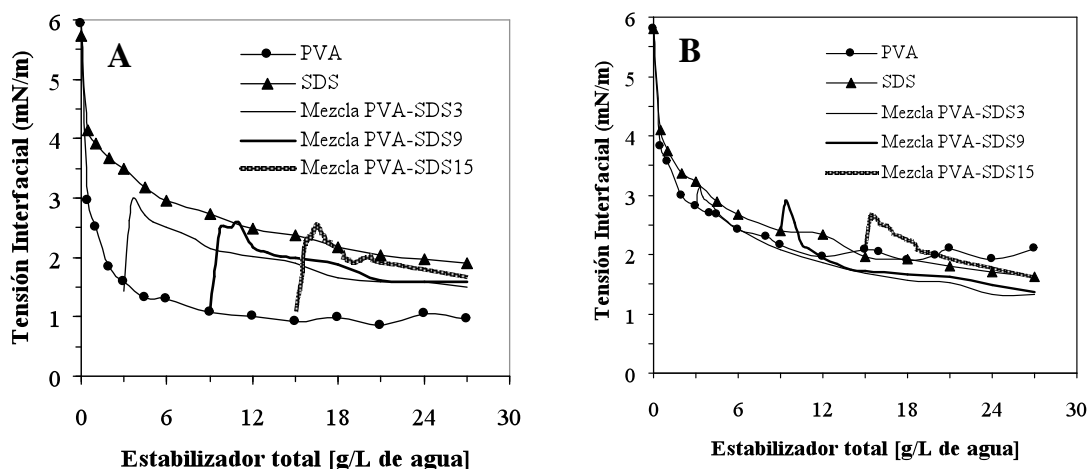 A
Tensión Interfacial (mN/m)
6
5
4
3
2
1
0
PVA
SDS
Mezcla PVA-SDS3
Mezcla PVA-SDS9
Mezcla PVA-SDS15
0 6 12 18 24 30
Estabilizador total [g/L de agua]
B
Tensión Interfacial (mN/m)
6
5
4
3
2
1
0
PVA
SDS
Mezcla PVA-SDS3
Mezcla PVA-SDS9
Mezcla PVA-SDS15
0 6 12 18 24 30
Estabilizador total [g/L de agua]